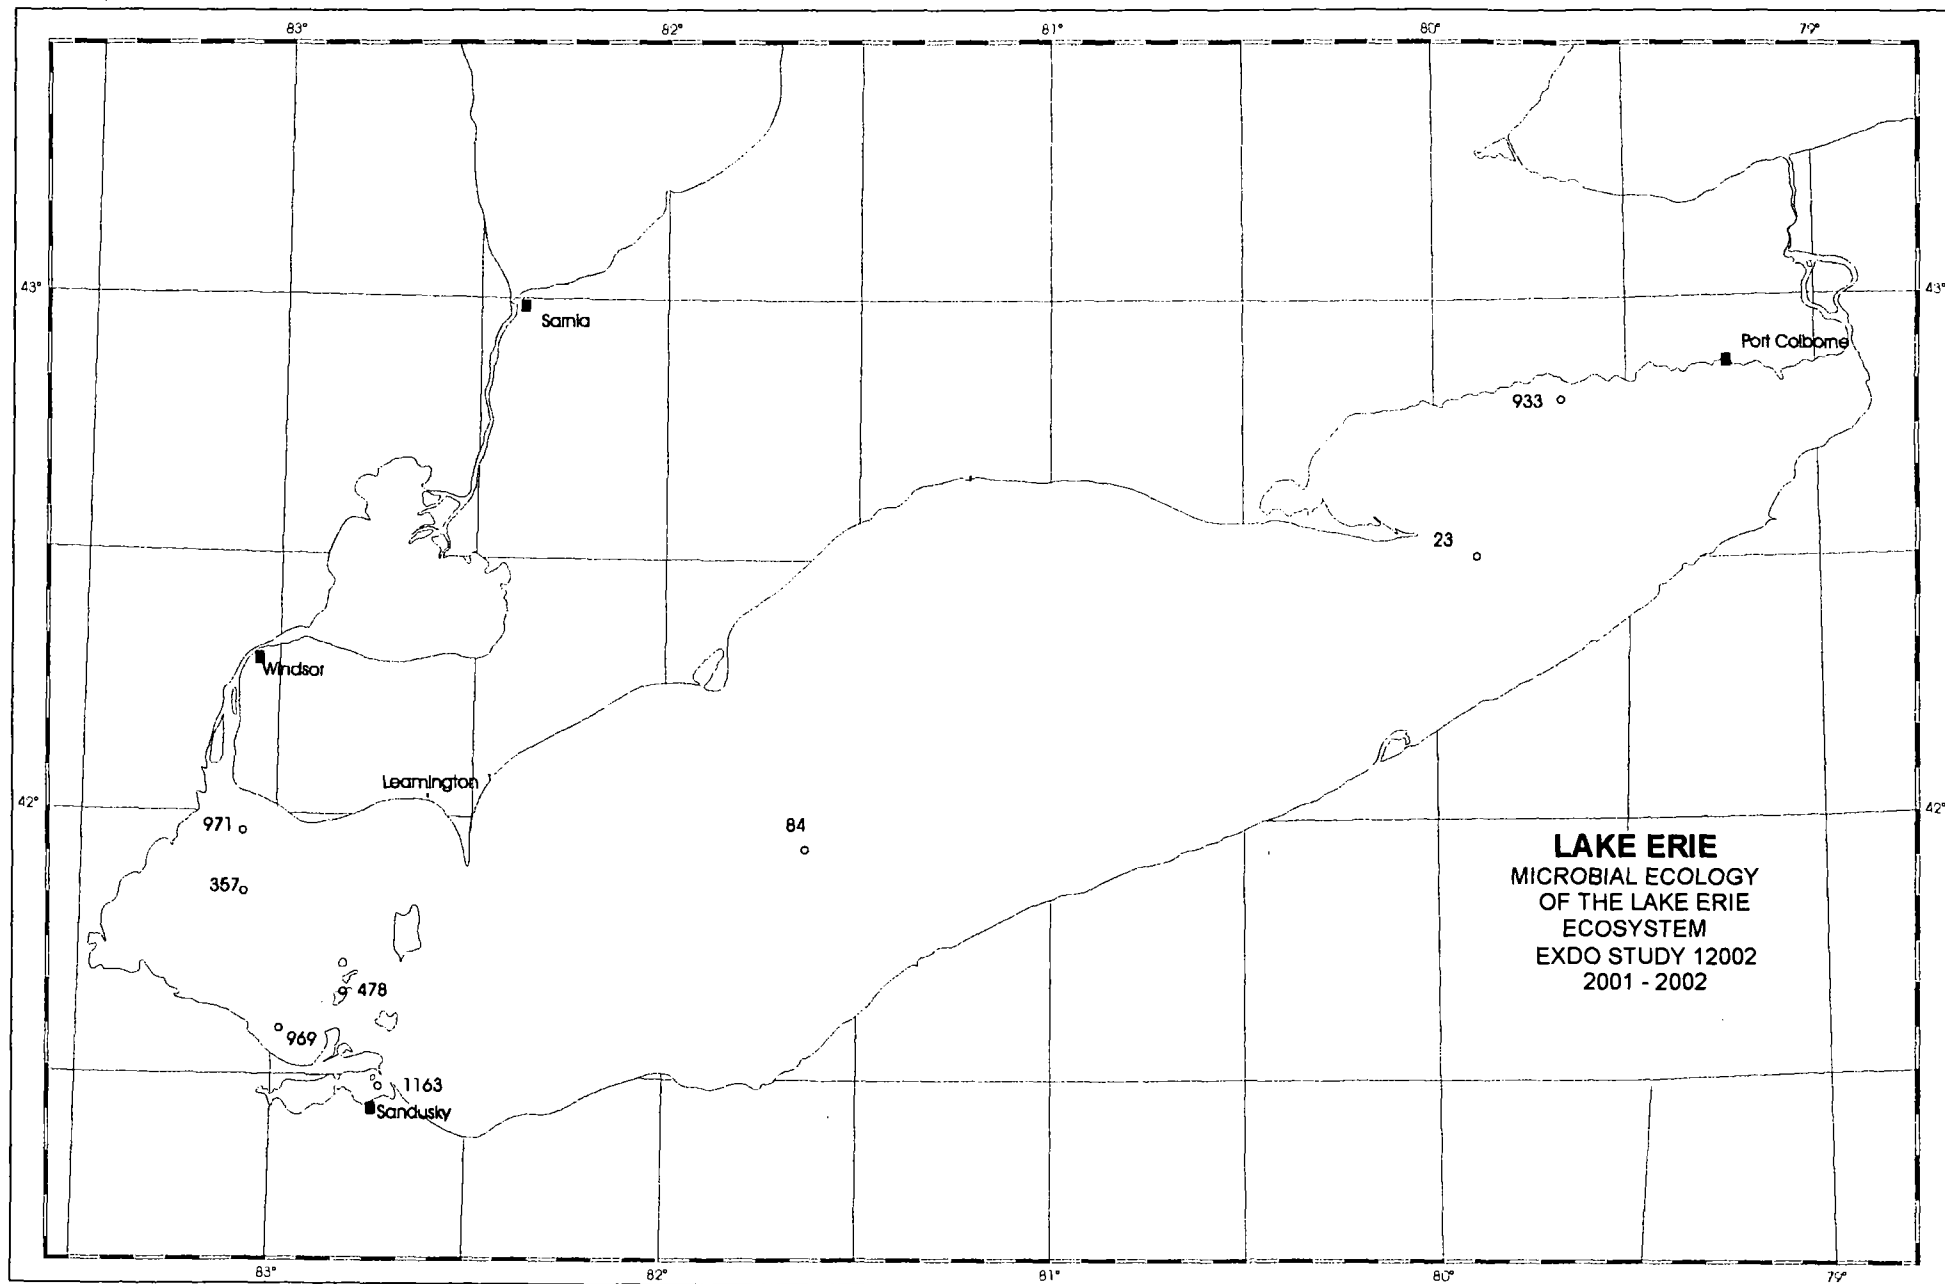 83° 82° 81° 80° 79°
43° 43°
Sarnia
Port Colborne
933
23
Windsor
Leamington
42° 42°
971
84
357
LAKE ERIE
MICROBIAL ECOLOGY
OF THE LAKE ERIE
ECOSYSTEM
EXDO STUDY 12002
2001 - 2002
478
969
1163
Sandusky
83° 82° 81° 80° 79°